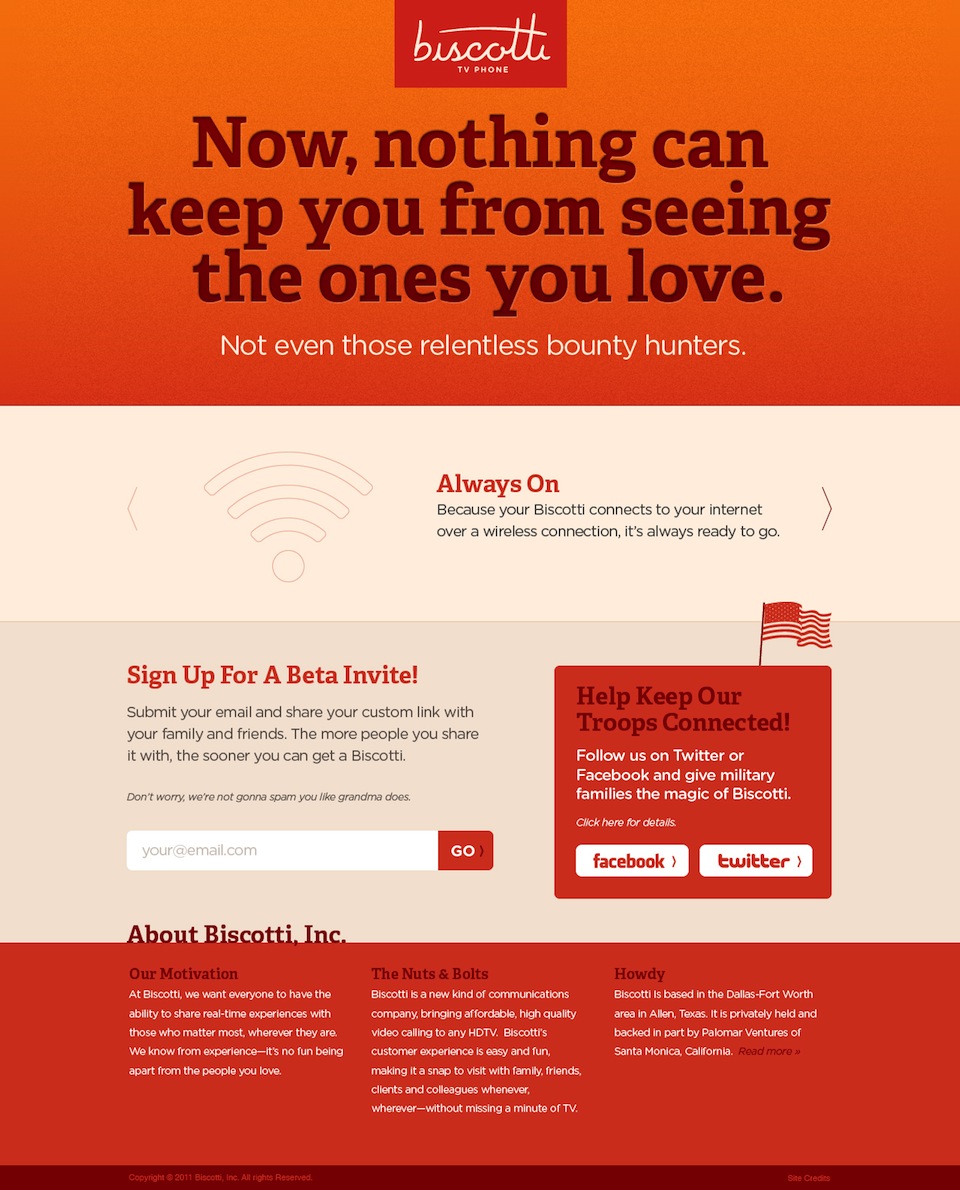 biscotti
TV PHONE
Now, nothing can
keep you from seeing
the ones you love.
Not even those relentless bounty hunters.
Always On
Because your Biscotti connects to your internet
over a wireless connection, it's always ready to go.
Sign Up For A Beta Invite!
Submit your email and share your custom link with
your family and friends. The more people you share
it with, the sooner you can get a Biscotti.
Don't worry, we're not gonna spam you like grandma does.
your@email.com
GO
Help Keep Our
Troops Connected!
Follow us on Twitter or
Facebook and give military
families the magic of Biscotti.
Click here for details.
facebook
twitter
About Biscotti, Inc.
Our Motivation
At Biscotti, we want everyone to have the
ability to share real-time experiences with
those who matter most, wherever they are.
We know from experience—it's no fun being
apart from the people you love.
The Nuts & Bolts
Biscotti is a new kind of communications
company, bringing affordable, high quality
video calling to any HDTV.  Biscotti's
customer experience is easy and fun,
making it a snap to visit with family, friends,
clients and colleagues whenever,
wherever—without missing a minute of TV.
Howdy
Biscotti is based in the Dallas-Fort Worth
area in Allen, Texas. It is privately held and
backed in part by Palomar Ventures of
Santa Monica, California.  Read more »
Copyright © 2011 Biscotti, Inc. All rights Reserved.
Site Credits